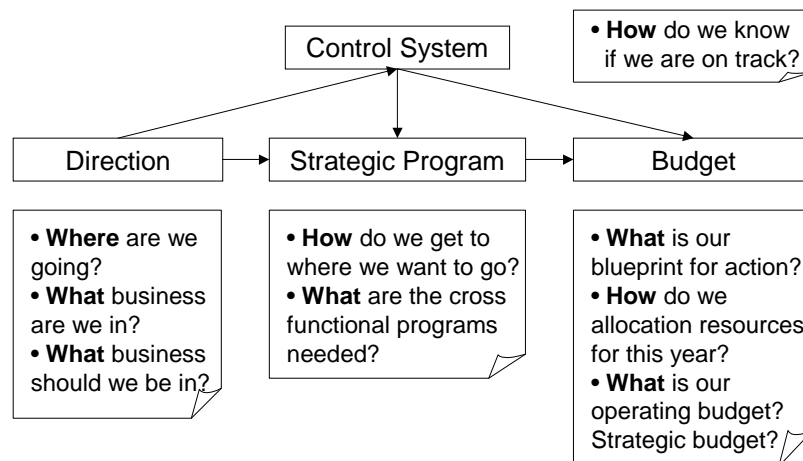 Control System
• How do we know
if we are on track?
Direction
Strategic Program
Budget
• Where are we
going?
• What business
are we in?
• What business
should we be in?
• How do we get to
where we want to go?
• What are the cross
functional programs
needed?
• What is our
blueprint for action?
• How do we
allocation resources
for this year?
• What is our
operating budget?
Strategic budget?